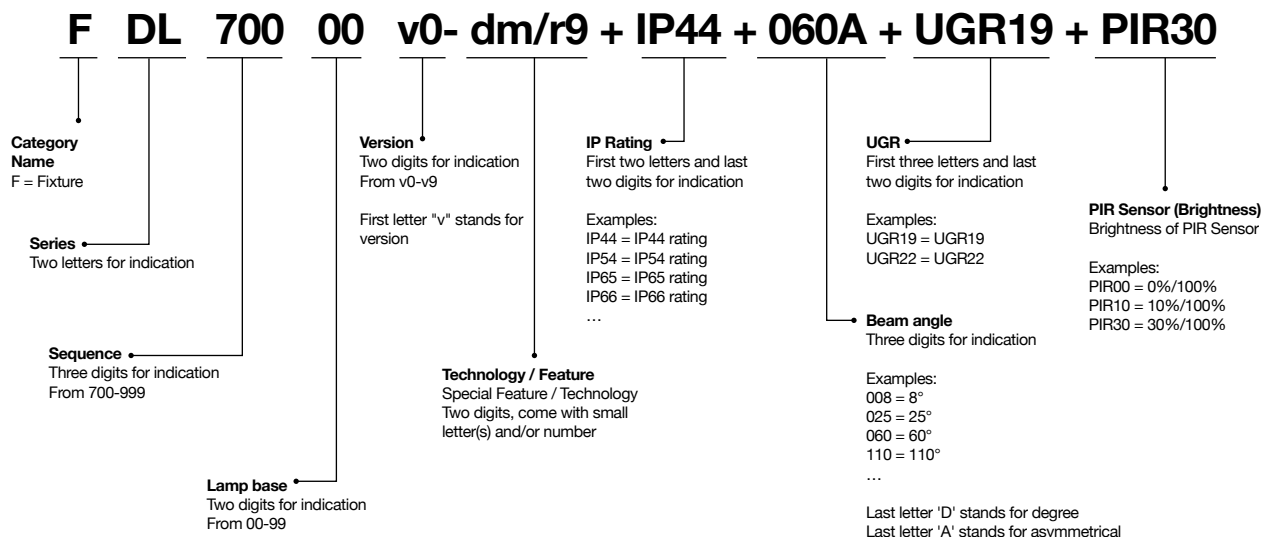 F DL 700 00 v0- dm/r9 + IP44 + 060A + UGR19 + PIR30
Category
Name
F = Fixture
Series
Two letters for indication
Sequence
Three digits for indication
From 700-999
Lamp base
Two digits for indication
From 00-99
Version
Two digits for indication
From v0-v9
First letter "v" stands for
version
Technology / Feature
Special Feature / Technology
Two digits, come with small
letter(s) and/or number
IP Rating
First two letters and last
two digits for indication
Examples:
IP44 = IP44 rating
IP54 = IP54 rating
IP65 = IP65 rating
IP66 = IP66 rating
…
UGR
First three letters and last
two digits for indication
Examples:
UGR19 = UGR19
UGR22 = UGR22
Beam angle
Three digits for indication
Examples:
008 = 8°
025 = 25°
060 = 60°
110 = 110°
…
Last letter 'D' stands for degree
Last letter 'A' stands for asymmetrical
PIR Sensor (Brightness)
Brightness of PIR Sensor
Examples:
PIR00 = 0%/100%
PIR10 = 10%/100%
PIR30 = 30%/100%